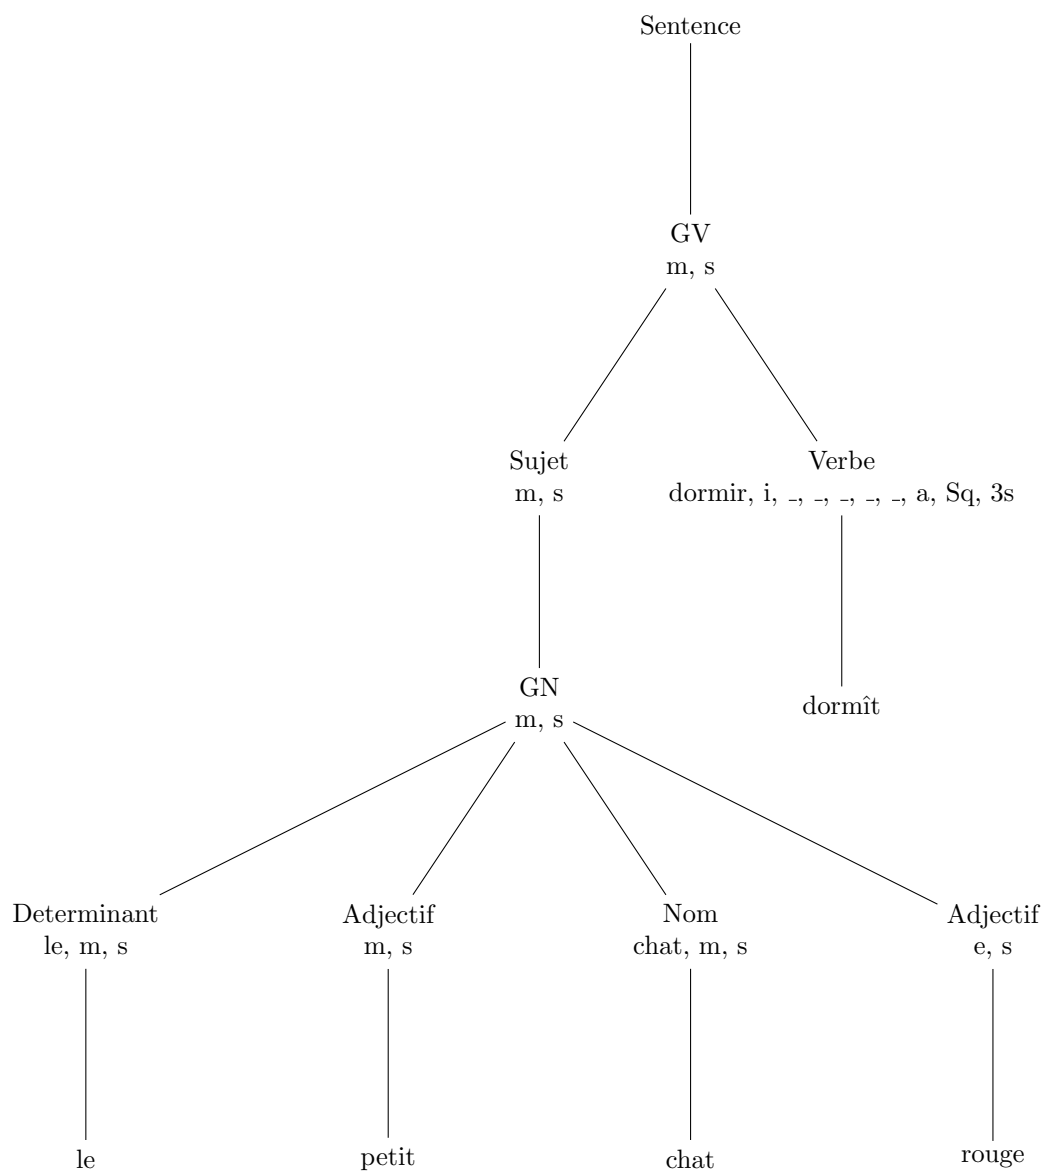 Sentence
GV
m, s
Sujet
m, s
Verbe
dormir, i, _, _, _, _, _, a, Sq, 3s
GN
m, s
dormît
Determinant
le, m, s
Adjectif
m, s
Nom
chat, m, s
Adjectif
e, s
le
petit
chat
rouge